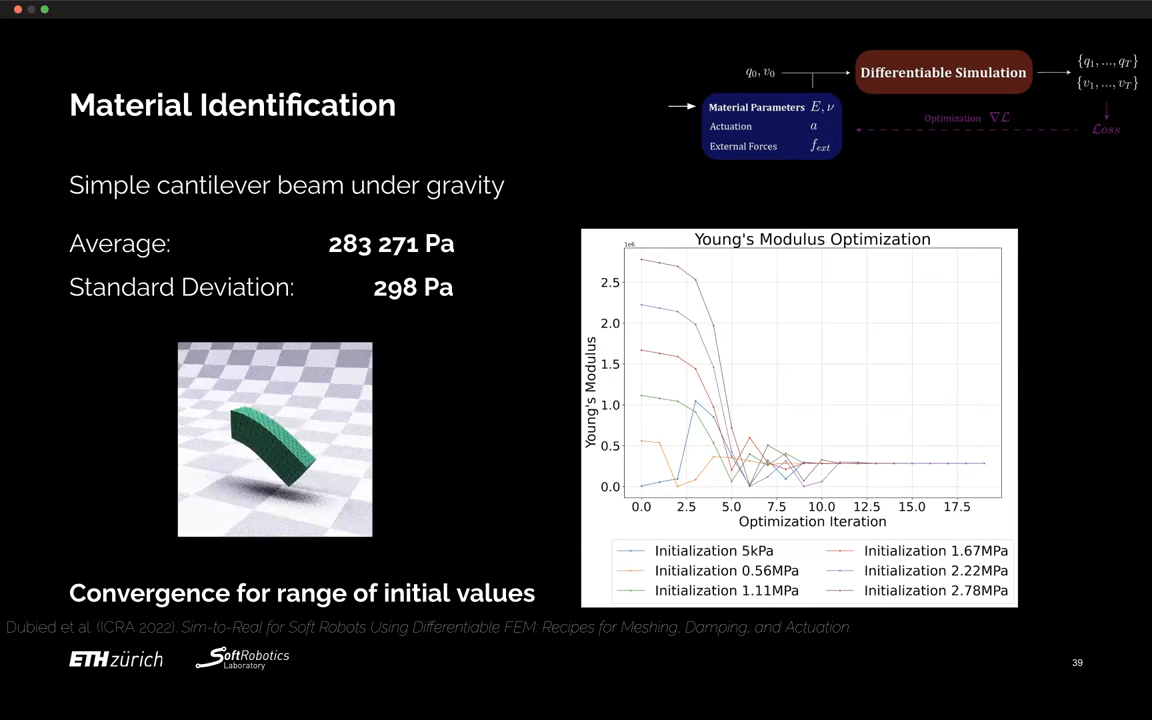 Material Identification
q0, v0
Differentiable Simulation
{q1, ..., qT}
{v1, ..., vT}
Material Parameters E, ν
Actuation a
External Forces fext
Optimization ∇ℒ
ℒoss
Simple cantilever beam under gravity
Average: 283 271 Pa
Standard Deviation: 298 Pa
Young's Modulus Optimization
1e6
2.5
2.0
1.5
1.0
0.5
0.0
Young's Modulus
0.0 2.5 5.0 7.5 10.0 12.5 15.0 17.5
Optimization Iteration
Initialization 5kPa
Initialization 0.56MPa
Initialization 1.11MPa
Initialization 1.67MPa
Initialization 2.22MPa
Initialization 2.78MPa
Convergence for range of initial values
Dubied et al. (ICRA 2022). Sim-to-Real for Soft Robots Using Differentiable FEM: Recipes for Meshing, Damping, and Actuation.
ETH zürich
SoftRobotics
Laboratory
39